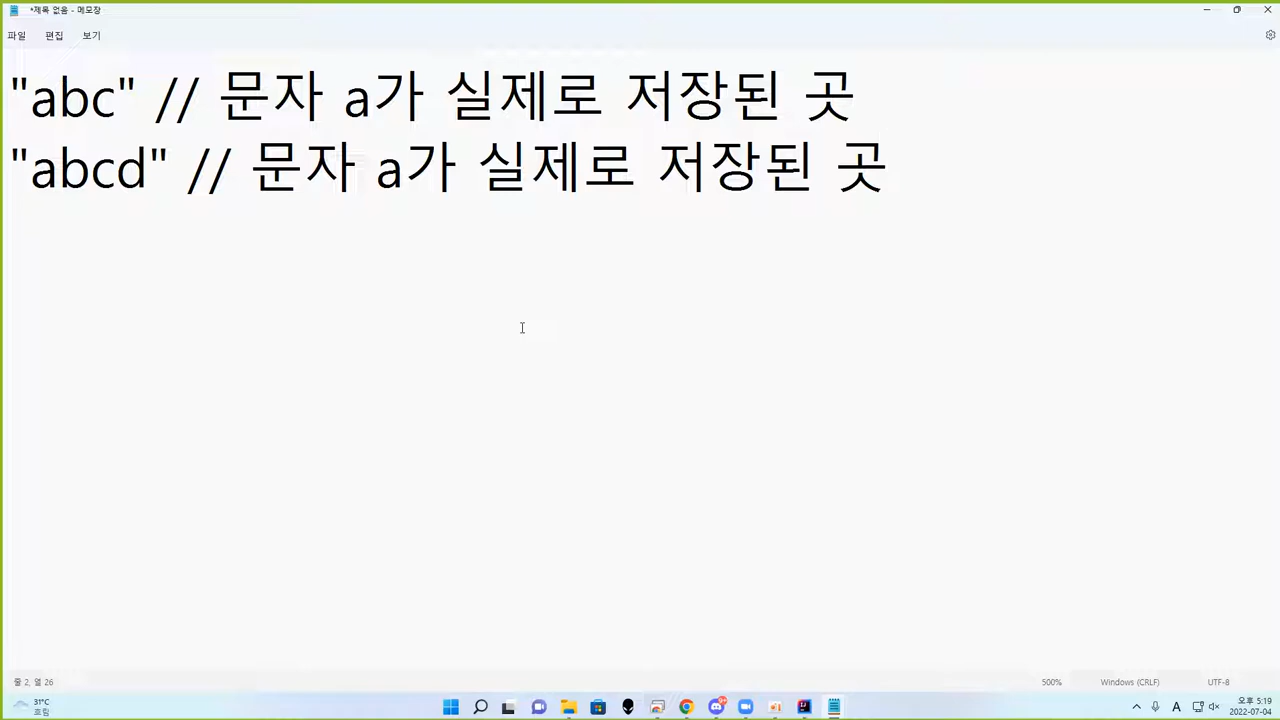 *제목 없음 - 메모장
파일 편집 보기
"abc" // 문자 a가 실제로 저장된 곳
"abcd" // 문자 a가 실제로 저장된 곳
줄 2, 열 26 500% Windows (CRLF) UTF-8
31°C
흐림
A
오후 5:19
2022-07-04